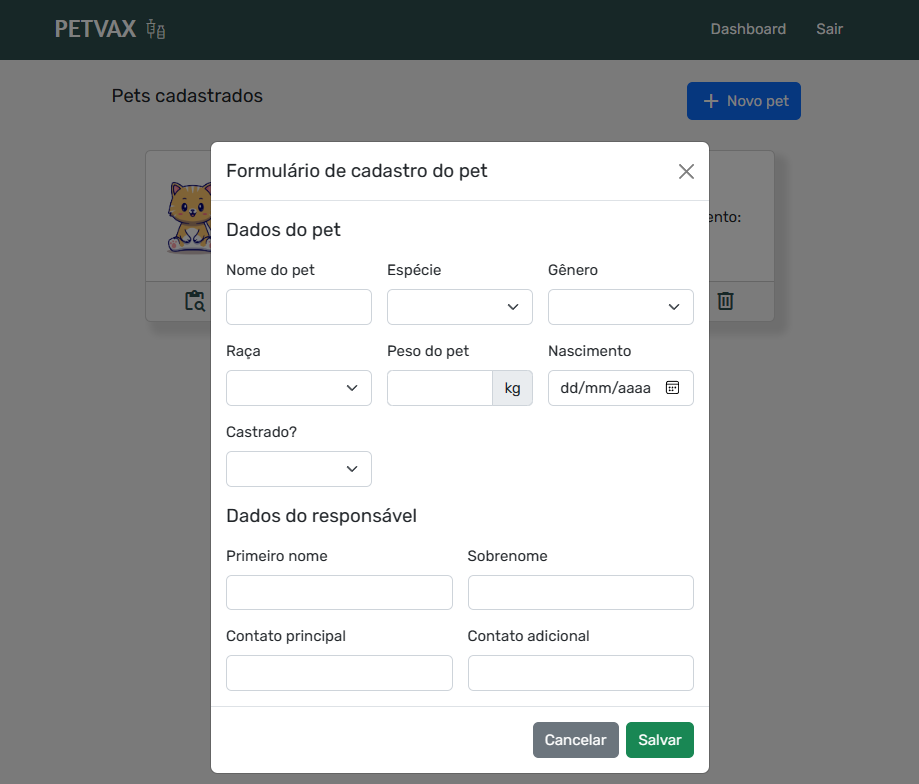 PETVAX
Dashboard Sair
Pets cadastrados
Novo pet
Formulário de cadastro do pet
ento:
Dados do pet
Nome do pet Espécie Gênero
Raça Peso do pet Nascimento
kg dd/mm/aaaa
Castrado?
Dados do responsável
Primeiro nome Sobrenome
Contato principal Contato adicional
Cancelar Salvar